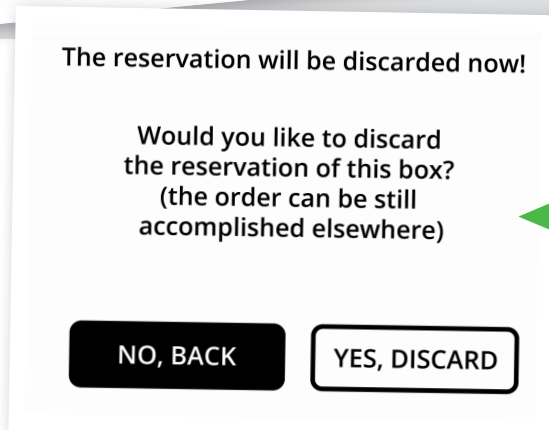 The reservation will be discarded now!
Would you like to discard
the reservation of this box?
(the order can be still
accomplished elsewhere)
NO, BACK
YES, DISCARD